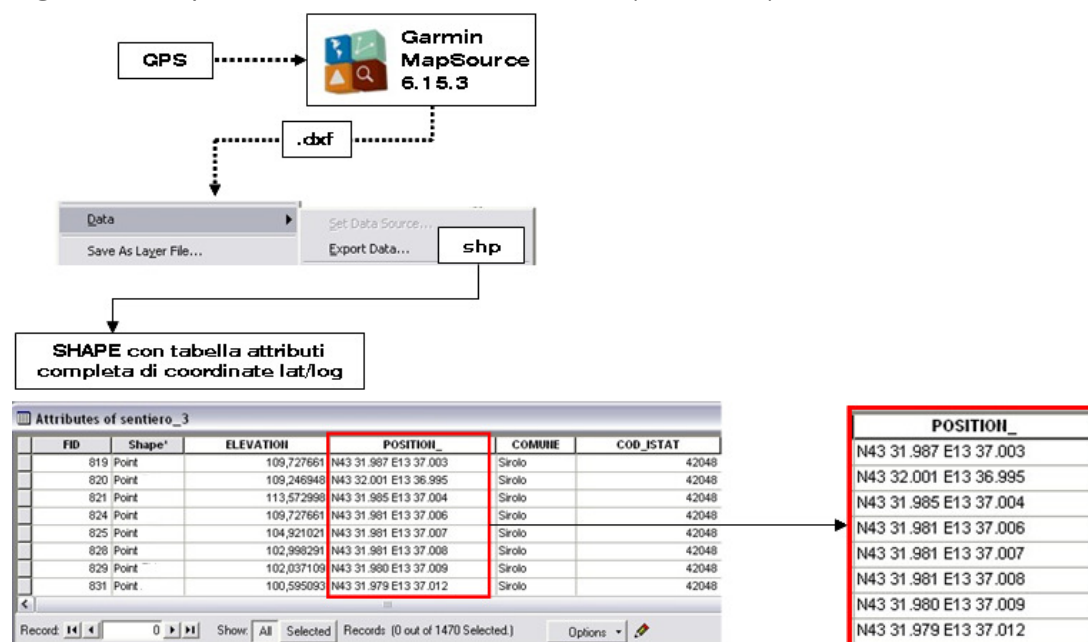 GPS
Garmin
MapSource
6.15.3
.dxf
Data
Set Data Source...
Save As Layer File...
Export Data...
shp
SHAPE con tabella attributi
completa di coordinate lat/log
Attributes of sentiero_3
FID Shape* ELEVATION POSITION_ COMUNE COD_ISTAT
819 Point 109,727661 N43 31.987 E13 37.003 Sirolo 42048
820 Point 109,246948 N43 32.001 E13 36.995 Sirolo 42048
821 Point 113,572998 N43 31.985 E13 37.004 Sirolo 42048
824 Point 109,727661 N43 31.981 E13 37.006 Sirolo 42048
825 Point 104,921021 N43 31.981 E13 37.007 Sirolo 42048
828 Point 102,998291 N43 31.981 E13 37.008 Sirolo 42048
829 Point 102,037109 N43 31.980 E13 37.009 Sirolo 42048
831 Point 100,595093 N43 31.979 E13 37.012 Sirolo 42048
Record: 0 Show: All Selected Records (0 out of 1470 Selected.) Options
POSITION_
N43 31.987 E13 37.003
N43 32.001 E13 36.995
N43 31.985 E13 37.004
N43 31.981 E13 37.006
N43 31.981 E13 37.007
N43 31.981 E13 37.008
N43 31.980 E13 37.009
N43 31.979 E13 37.012